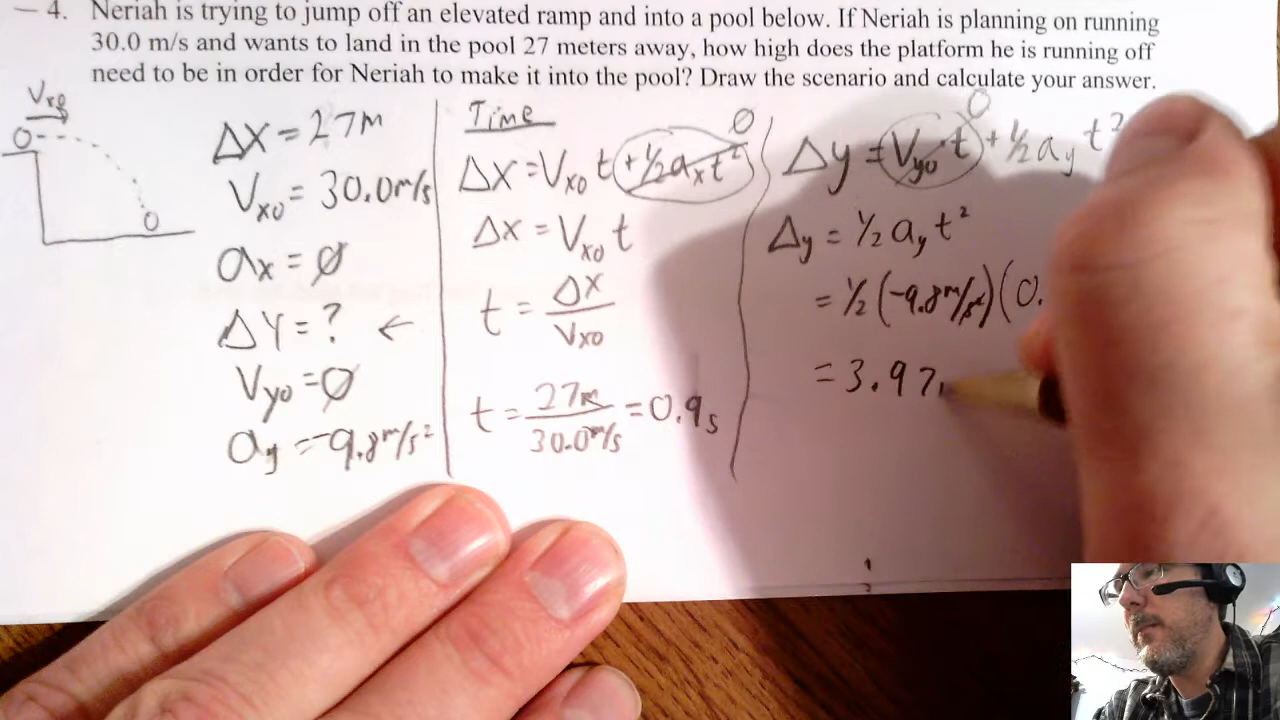 4. Neriah is trying to jump off an elevated ramp and into a pool below. If Neriah is planning on running
30.0 m/s and wants to land in the pool 27 meters away, how high does the platform he is running off
need to be in order for Neriah to make it into the pool? Draw the scenario and calculate your answer.
Vx0
Δx = 27m
Vx0 = 30.0m/s
ax = 0
ΔY = ? ←
Vy0 = 0
ay = -9.8m/s²
Time
0
Δx = Vx0 t + ½axt²
Δx = Vx0 t
t = Δx / Vx0
t = 27m / 30.0m/s = 0.9s
0
Δy = Vy0 t + ½ ay t²
Δy = ½ ay t²
= ½ (-9.8m/s²)(0.
= 3.97